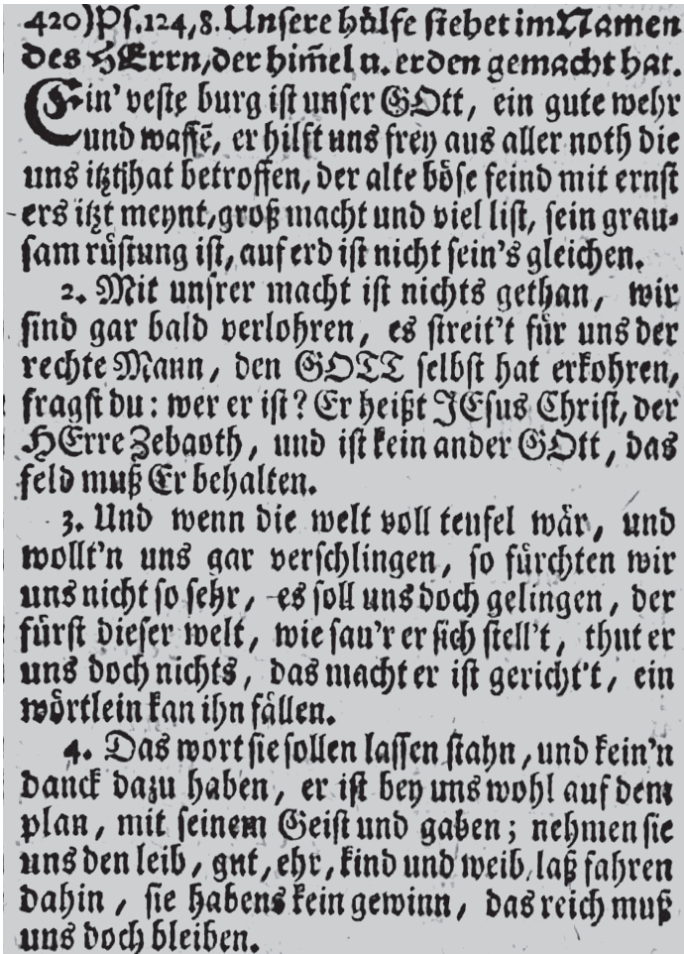 420) Ps. 124, 8. Unsere hülfe stehet im Namen
des HErrn, der him̃el u. erden gemacht hat.
Ein' veste burg ist unser GOtt, ein gute wehr
und waffẽ, er hilft uns frey aus aller noth die
uns itzt hat betroffen, der alte böse feind mit ernst
ers itzt meynt, groß macht und viel list, sein grau-
sam rüstung ist, auf erd ist nicht sein's gleichen.
2. Mit unsrer macht ist nichts gethan, wir
sind gar bald verlohren, es streit't für uns der
rechte Mann, den GOTT selbst hat erkohren,
fragst du: wer er ist? Er heißt JEsus Christ, der
HErre Zebaoth, und ist kein ander GOtt, das
feld muß Er behalten.
3. Und wenn die welt voll teufel wär, und
wollt'n uns gar verschlingen, so fürchten wir
uns nicht so sehr, es soll uns doch gelingen, der
fürst dieser welt, wie sau'r er sich stell't, thut er
uns doch nichts, das macht er ist gericht't, ein
wörtlein kan ihn fällen.
4. Das wort sie sollen lassen stahn, und kein'n
danck dazu haben, er ist bey uns wohl auf dem
plan, mit seinem Geist und gaben; nehmen sie
uns den leib, gut, ehr, kind und weib, laß fahren
dahin, sie habens kein gewinn, das reich muß
uns doch bleiben.